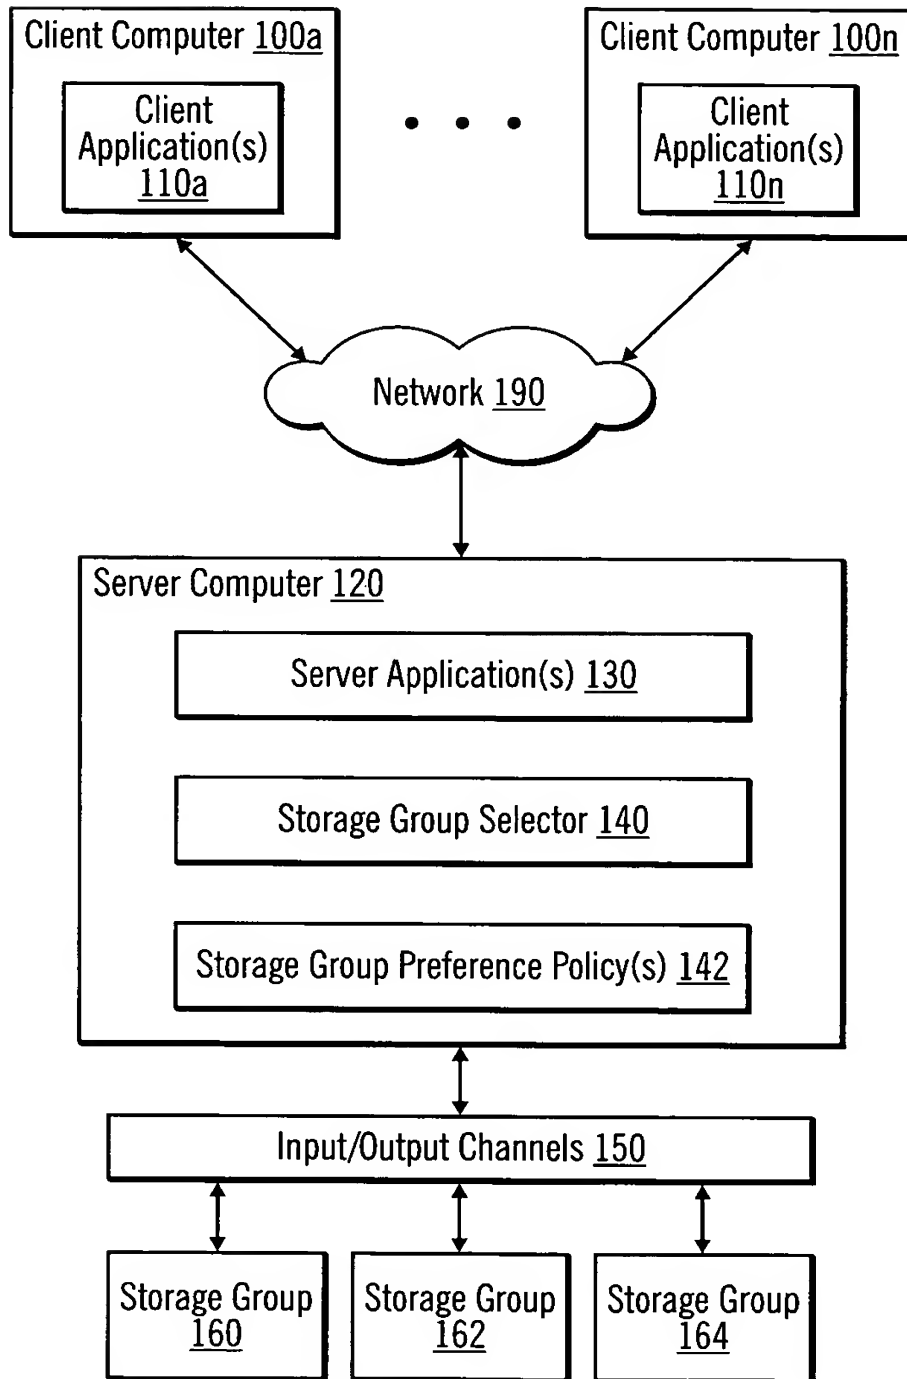 Client Computer 100a
Client
Application(s)
110a
Client Computer 100n
Client
Application(s)
110n
Network 190
Server Computer 120
Server Application(s) 130
Storage Group Selector 140
Storage Group Preference Policy(s) 142
Input/Output Channels 150
Storage Group
160
Storage Group
162
Storage Group
164